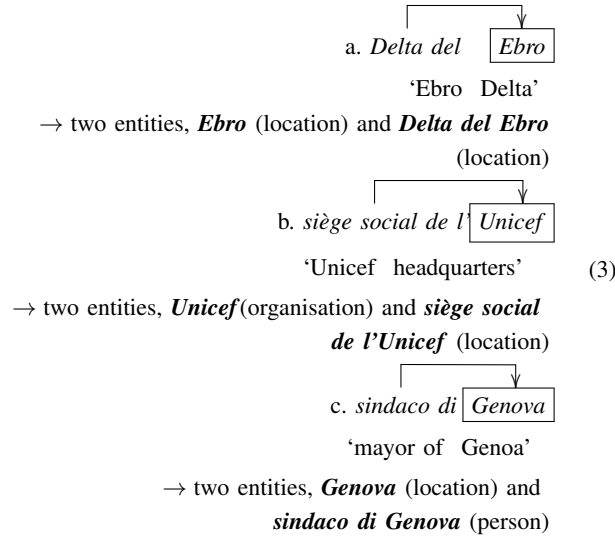 a. Delta del Ebro
‘Ebro Delta’
→ two entities, Ebro (location) and Delta del Ebro
(location)
b. siège social de l' Unicef
‘Unicef headquarters’ (3)
→ two entities, Unicef(organisation) and siège social
de l'Unicef (location)
c. sindaco di Genova
‘mayor of Genoa’
→ two entities, Genova (location) and
sindaco di Genova (person)